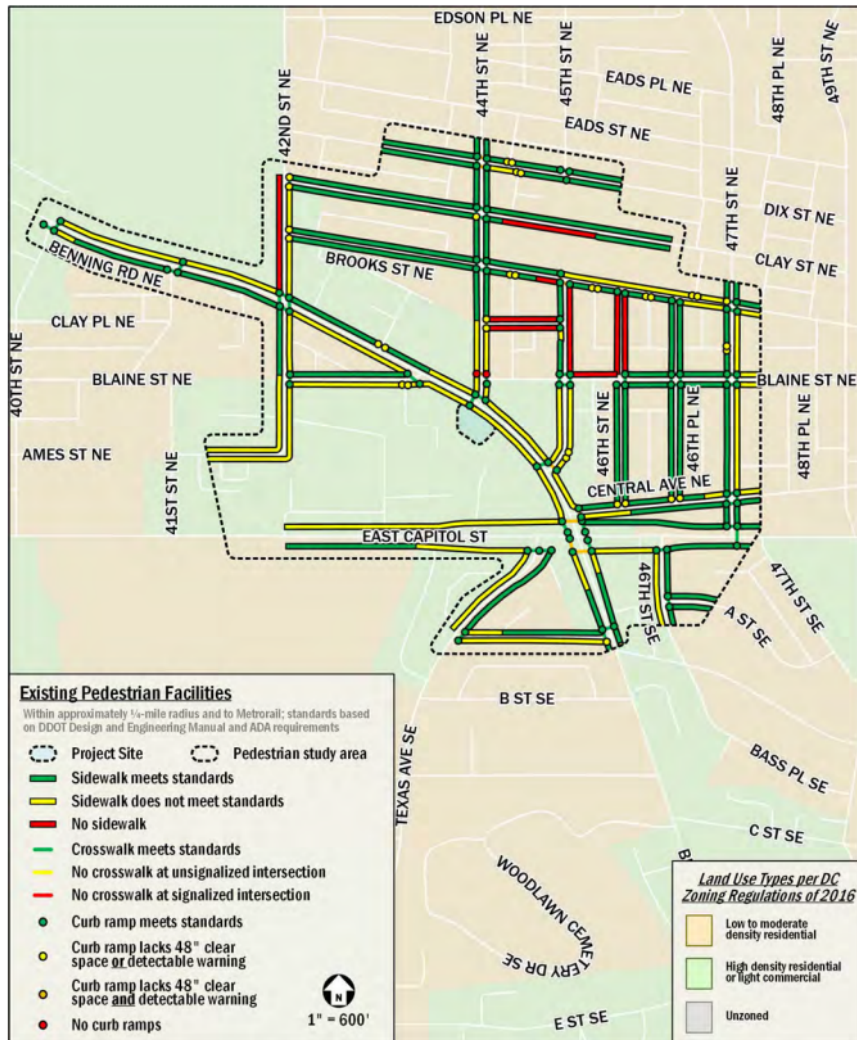 EDSON PL NE
42ND ST NE
44TH ST NE
45TH ST NE
48TH PL NE
49TH ST NE
EADS PL NE
EADS ST NE
47TH ST NE
DIX ST NE
CLAY ST NE
BENNING RD NE
BROOKS ST NE
CLAY PL NE
40TH ST NE
BLAINE ST NE
BLAINE ST NE
AMES ST NE
41ST ST NE
46TH ST NE
46TH PL NE
48TH PL NE
CENTRAL AVE NE
EAST CAPITOL ST
46TH ST SE
47TH ST SE
A ST SE
B ST SE
TEXAS AVE SE
BASS PL SE
C ST SE
WOODLAWN CEMETERY DR SE
E ST SE
Existing Pedestrian Facilities
Within approximately ¼-mile radius and to Metrorail; standards based
on DDOT Design and Engineering Manual and ADA requirements
Project Site Pedestrian study area
Sidewalk meets standards
Sidewalk does not meet standards
No sidewalk
Crosswalk meets standards
No crosswalk at unsignalized intersection
No crosswalk at signalized intersection
Curb ramp meets standards
Curb ramp lacks 48" clear
space or detectable warning
Curb ramp lacks 48" clear
space and detectable warning
No curb ramps
N
1" = 600'
Land Use Types per DC
Zoning Regulations of 2016
Low to moderate
density residential
High density residential
or light commercial
Unzoned